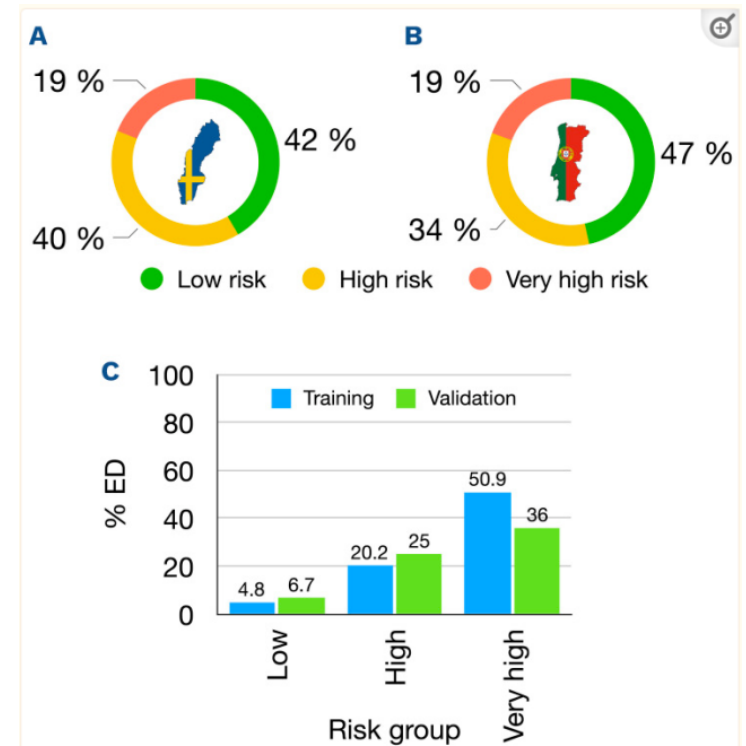 A
19 %
42 %
40 %
B
19 %
47 %
34 %
Low risk High risk Very high risk
C
100
80
60
40
20
0
% ED
Training Validation
4.8 6.7
20.2 25
50.9 36
Low
High
Very high
Risk group